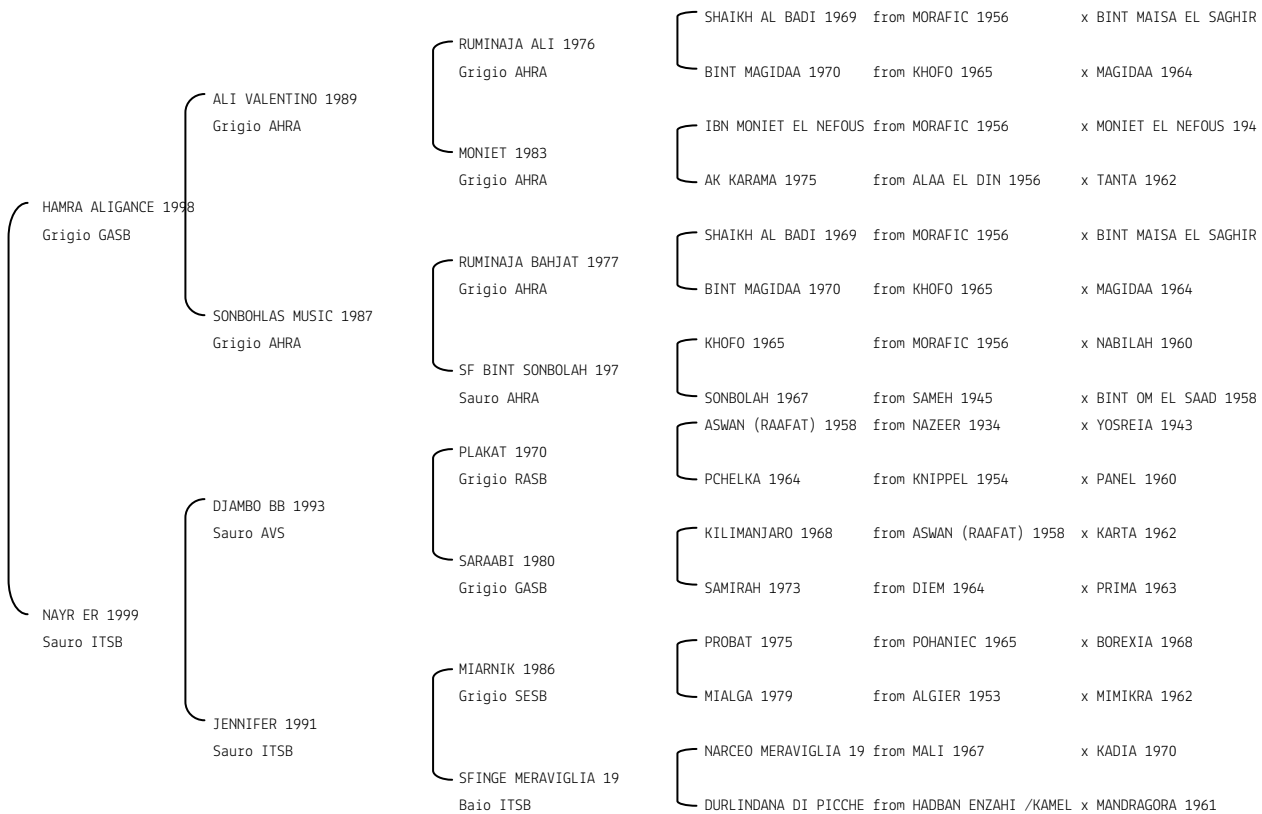 SHAIKH AL BADI 1969 from MORAFIC 1956 x BINT MAISA EL SAGHIR
RUMINAJA ALI 1976
Grigio AHRA
BINT MAGIDAA 1970 from KHOFO 1965 x MAGIDAA 1964
ALI VALENTINO 1989
Grigio AHRA
IBN MONIET EL NEFOUS from MORAFIC 1956 x MONIET EL NEFOUS 194
MONIET 1983
Grigio AHRA
AK KARAMA 1975 from ALAA EL DIN 1956 x TANTA 1962
HAMRA ALIGANCE 1998
Grigio GASB
SHAIKH AL BADI 1969 from MORAFIC 1956 x BINT MAISA EL SAGHIR
RUMINAJA BAHJAT 1977
Grigio AHRA
BINT MAGIDAA 1970 from KHOFO 1965 x MAGIDAA 1964
SONBOHLAS MUSIC 1987
Grigio AHRA
KHOFO 1965 from MORAFIC 1956 x NABILAH 1960
SF BINT SONBOLAH 197
Sauro AHRA
SONBOLAH 1967 from SAMEH 1945 x BINT OM EL SAAD 1958
ASWAN (RAAFAT) 1958 from NAZEER 1934 x YOSREIA 1943
PLAKAT 1970
Grigio RASB
PCHELKA 1964 from KNIPPEL 1954 x PANEL 1960
DJAMBO BB 1993
Sauro AVS
KILIMANJARO 1968 from ASWAN (RAAFAT) 1958 x KARTA 1962
SARAABI 1980
Grigio GASB
SAMIRAH 1973 from DIEM 1964 x PRIMA 1963
NAYR ER 1999
Sauro ITSB
PROBAT 1975 from POHANIEC 1965 x BOREXIA 1968
MIARNIK 1986
Grigio SESB
MIALGA 1979 from ALGIER 1953 x MIMIKRA 1962
JENNIFER 1991
Sauro ITSB
NARCEO MERAVIGLIA 19 from MALI 1967 x KADIA 1970
SFINGE MERAVIGLIA 19
Baio ITSB
DURLINDANA DI PICCHE from HADBAN ENZAHI /KAMEL x MANDRAGORA 1961